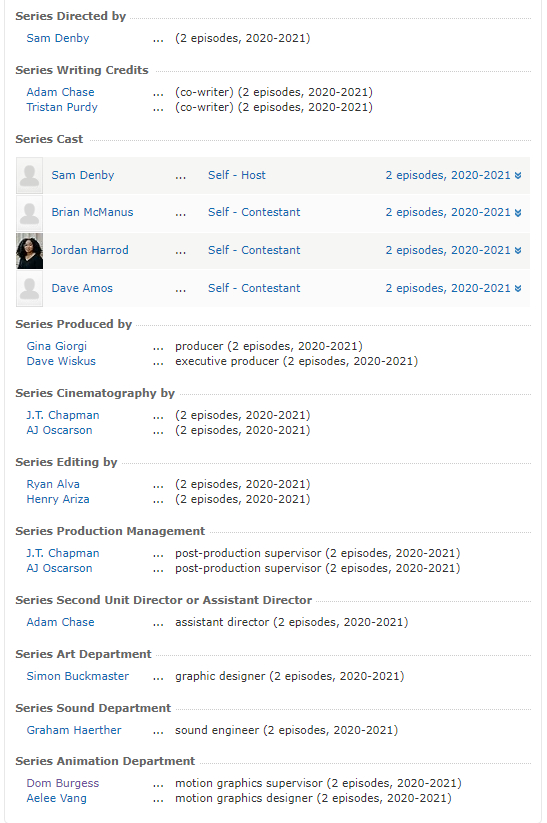 Series Directed by
Sam Denby ... (2 episodes, 2020-2021)
Series Writing Credits
Adam Chase ... (co-writer) (2 episodes, 2020-2021)
Tristan Purdy ... (co-writer) (2 episodes, 2020-2021)
Series Cast
Sam Denby ... Self - Host 2 episodes, 2020-2021
Brian McManus ... Self - Contestant 2 episodes, 2020-2021
Jordan Harrod ... Self - Contestant 2 episodes, 2020-2021
Dave Amos ... Self - Contestant 2 episodes, 2020-2021
Series Produced by
Gina Giorgi ... producer (2 episodes, 2020-2021)
Dave Wiskus ... executive producer (2 episodes, 2020-2021)
Series Cinematography by
J.T. Chapman ... (2 episodes, 2020-2021)
AJ Oscarson ... (2 episodes, 2020-2021)
Series Editing by
Ryan Alva ... (2 episodes, 2020-2021)
Henry Ariza ... (2 episodes, 2020-2021)
Series Production Management
J.T. Chapman ... post-production supervisor (2 episodes, 2020-2021)
AJ Oscarson ... post-production supervisor (2 episodes, 2020-2021)
Series Second Unit Director or Assistant Director
Adam Chase ... assistant director (2 episodes, 2020-2021)
Series Art Department
Simon Buckmaster ... graphic designer (2 episodes, 2020-2021)
Series Sound Department
Graham Haerther ... sound engineer (2 episodes, 2020-2021)
Series Animation Department
Dom Burgess ... motion graphics supervisor (2 episodes, 2020-2021)
Aelee Vang ... motion graphics designer (2 episodes, 2020-2021)